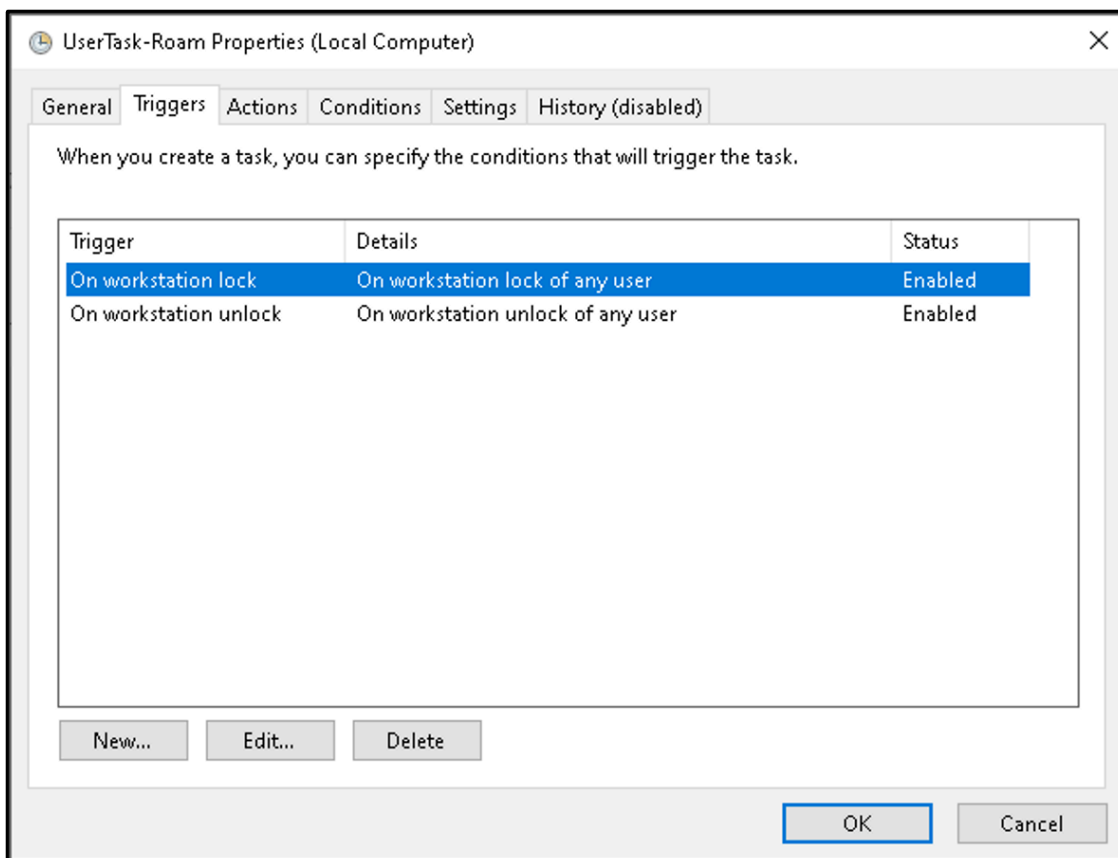 UserTask-Roam Properties (Local Computer)
General Triggers Actions Conditions Settings History (disabled)
When you create a task, you can specify the conditions that will trigger the task.
Trigger Details Status
On workstation lock On workstation lock of any user Enabled
On workstation unlock On workstation unlock of any user Enabled
New... Edit... Delete
OK Cancel